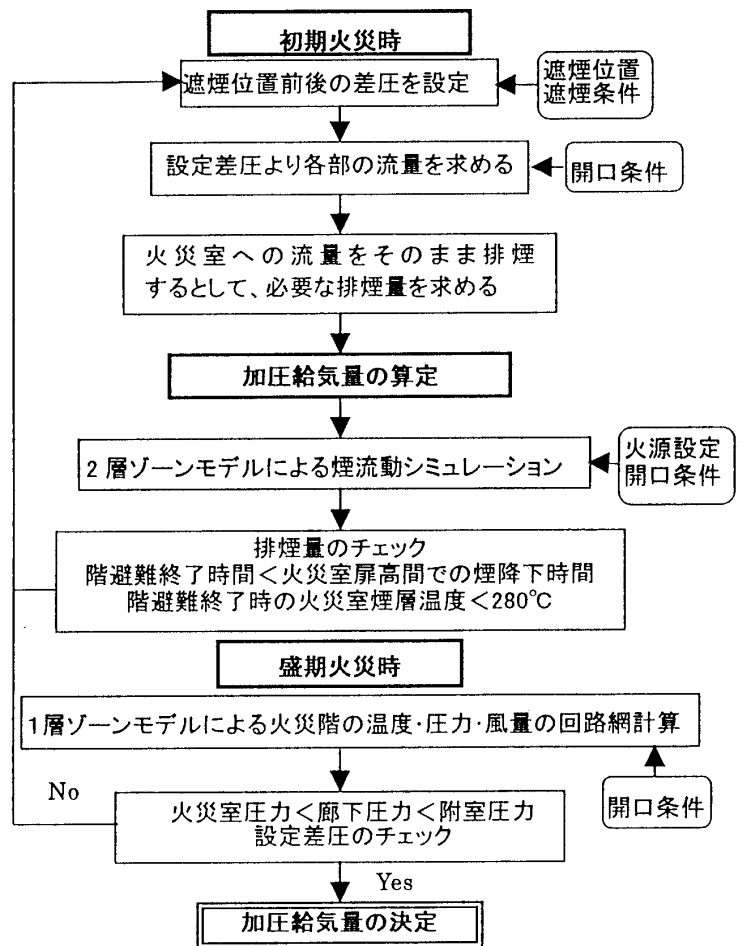 初期火災時
遮煙位置前後の差圧を設定
遮煙位置
遮煙条件
設定差圧より各部の流量を求める
開口条件
火災室への流量をそのまま排煙
するとして、必要な排煙量を求める
加圧給気量の算定
2層ゾーンモデルによる煙流動シミュレーション
火源設定
開口条件
排煙量のチェック
階避難終了時間<火災室扉高間での煙降下時間
階避難終了時の火災室煙層温度<280℃
盛期火災時
1層ゾーンモデルによる火災階の温度・圧力・風量の回路網計算
No
火災室圧力<廊下圧力<附室圧力
設定差圧のチェック
開口条件
Yes
加圧給気量の決定